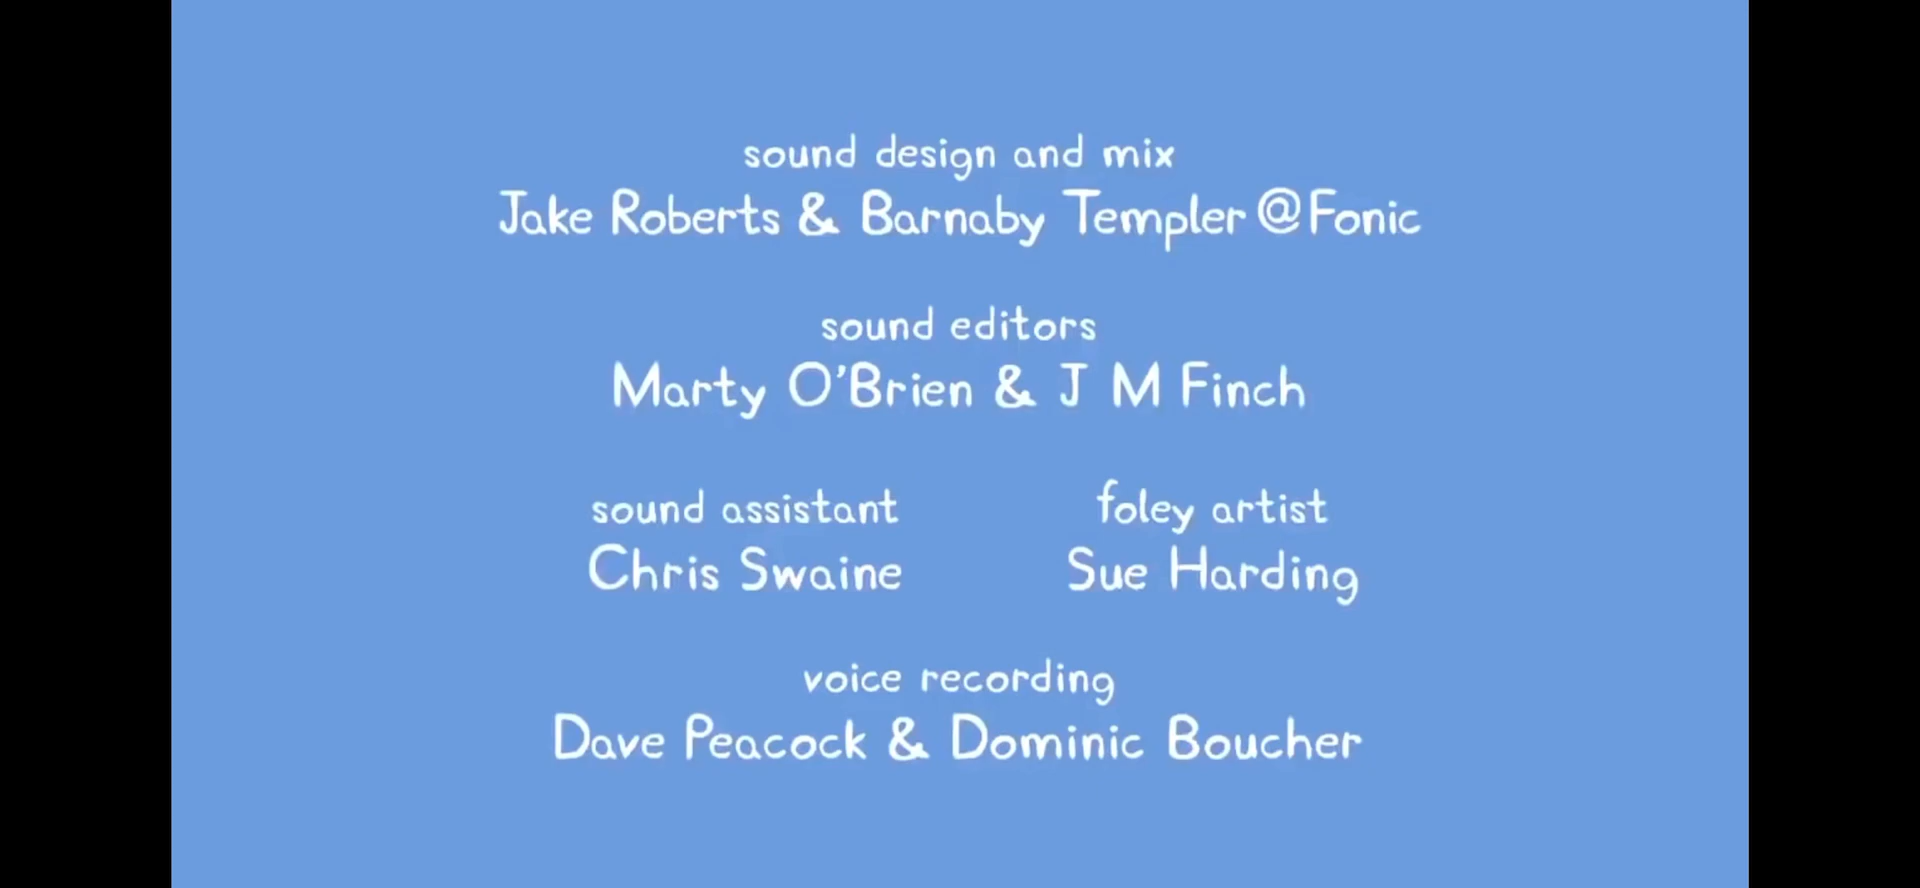 sound design and mix
Jake Roberts & Barnaby Templer @Fonic
sound editors
Marty O'Brien & J M Finch
sound assistant
Chris Swaine
foley artist
Sue Harding
voice recording
Dave Peacock & Dominic Boucher